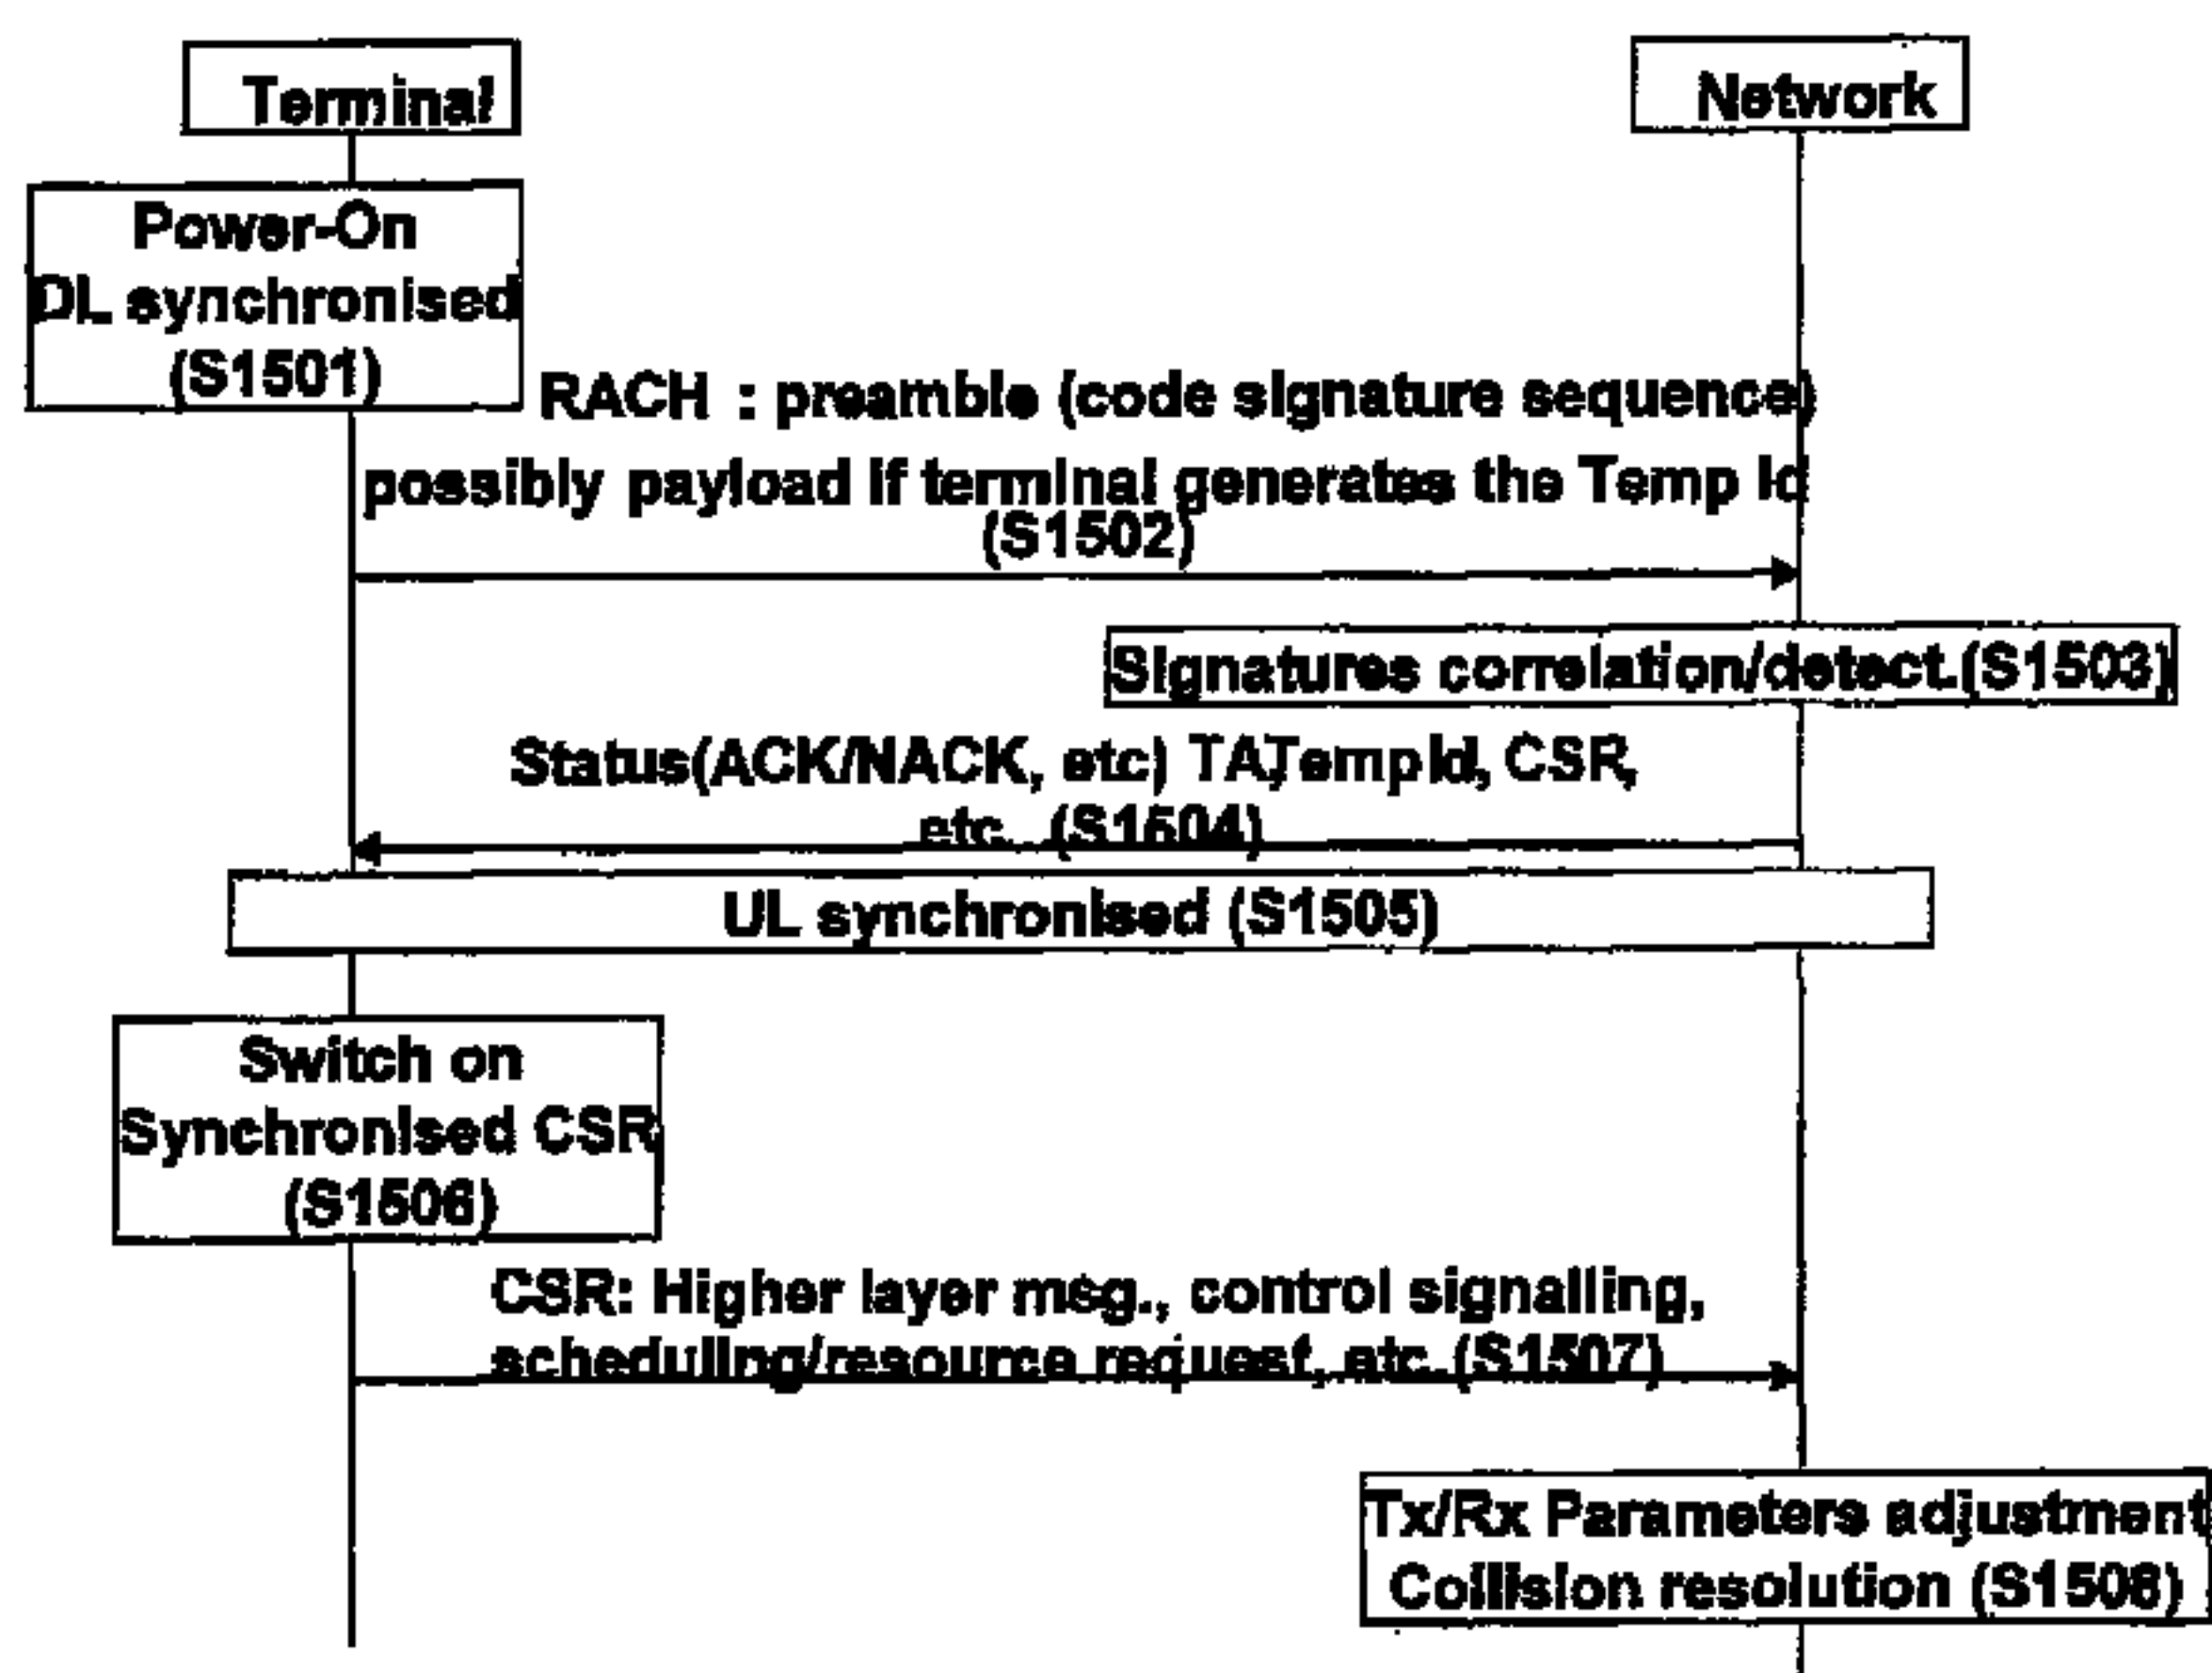 Terminal
Network
Power-On
DL synchronised
(S1501)
RACH : preamble (code signature sequence)
possibly payload if terminal generates the Temp Id
(S1502)
Signatures correlation/detect.(S1503)
Status(ACK/NACK, etc) TA,TempId, CSR,
etc.. (S1504)
UL synchronised (S1505)
Switch on
Synchronised CSR
(S1506)
CSR: Higher layer msg., control signalling,
scheduling/resource request, etc.(S1507)
Tx/Rx Parameters adjustment
Collision resolution (S1508)